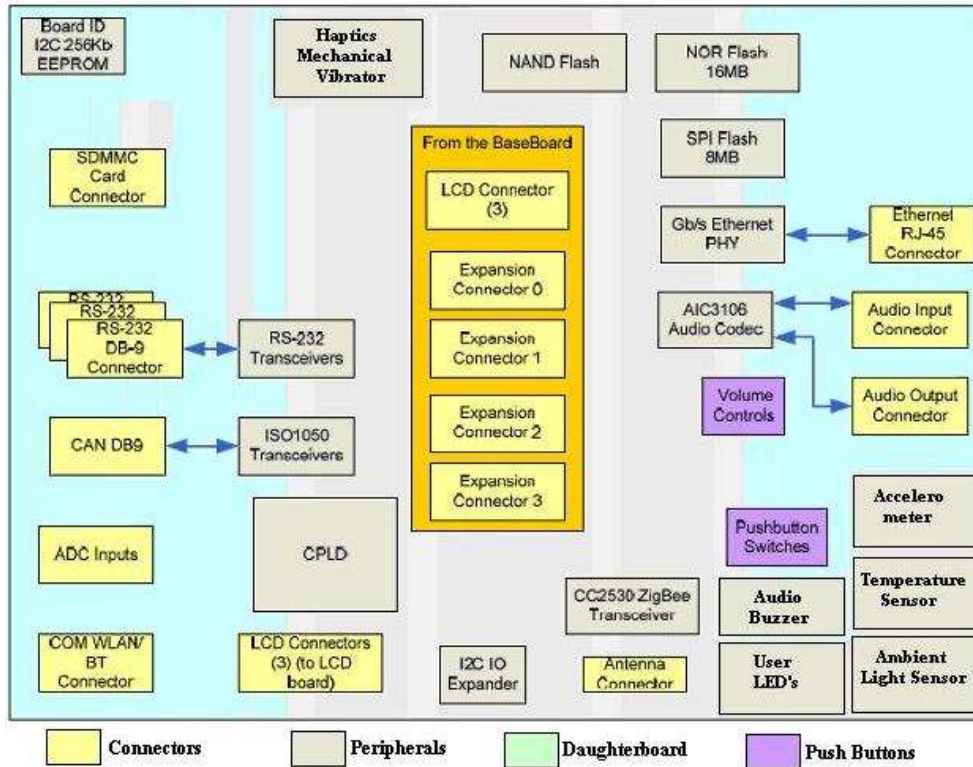 Board ID
I2C 256Kb
EEPROM
Haptics
Mechanical
Vibrator
NAND Flash
NOR Flash
16MB
SDMMC
Card
Connector
From the BaseBoard
LCD Connector
(3)
SPI Flash
8MB
Gb/s Ethernet
PHY
Ethernel
RJ-45
Connector
Expansion
Connector 0
RS-232
RS-232
RS-232
DB-9
Connector
RS-232
Transceivers
Expansion
Connector 1
AIC3106
Audio Codec
Audio Input
Connector
Volume
Controls
Audio Output
Connector
CAN DB9
ISO1050
Transceivers
Expansion
Connector 2
Expansion
Connector 3
Accelero
meter
Pushbutton
Switches
ADC Inputs
CPLD
CC2530 ZigBee
Transceiver
Audio
Buzzer
Temperature
Sensor
COM WLAN/
BT
Connector
LCD Connectors
(3) (to LCD
board)
I2C IO
Expander
Antenna
Connector
User
LED's
Ambient
Light Sensor
Connectors
Peripherals
Daughterboard
Push Buttons